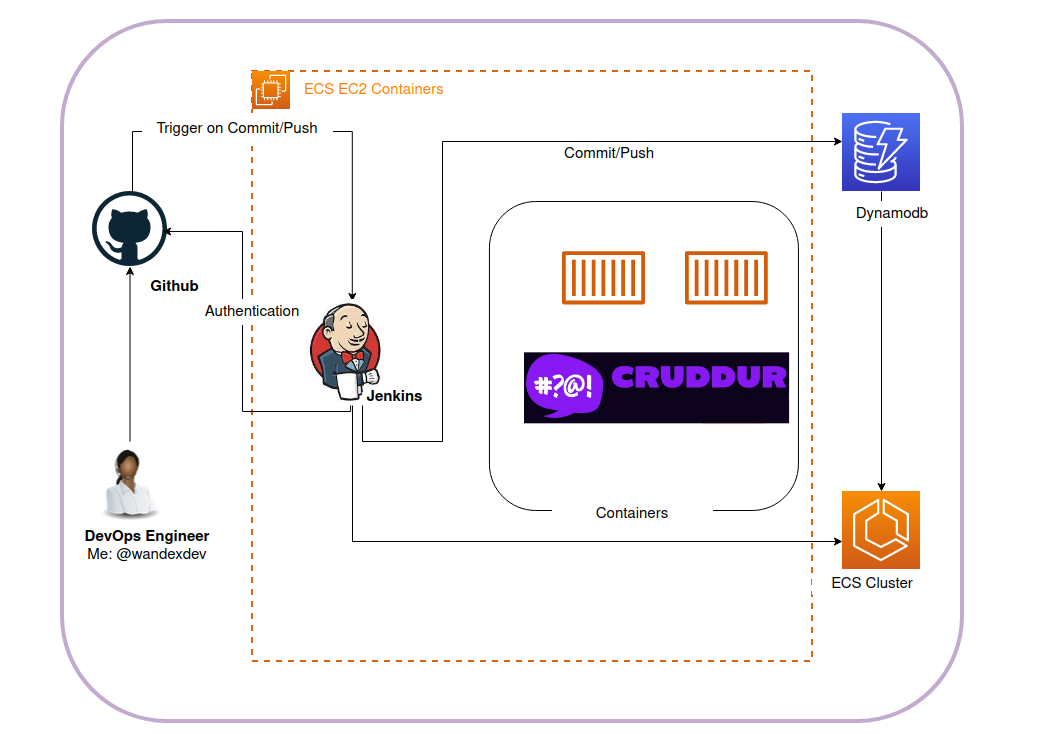 ECS EC2 Containers
Trigger on Commit/Push
Commit/Push
Dynamodb
Github
Authentication
#?@!
CRUDDUR
Jenkins
Containers
DevOps Engineer
Me: @wandexdev
ECS Cluster